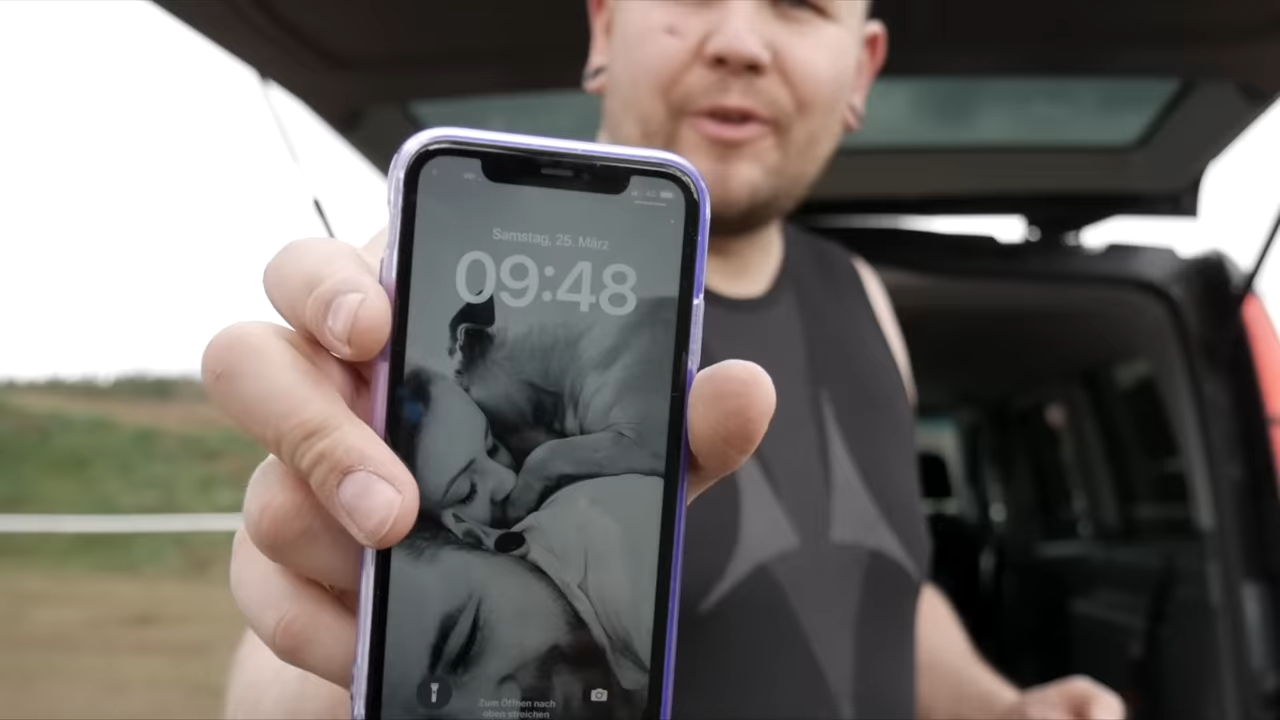 Samstag, 25. März
09:48
Zum Öffnen nach
oben streichen